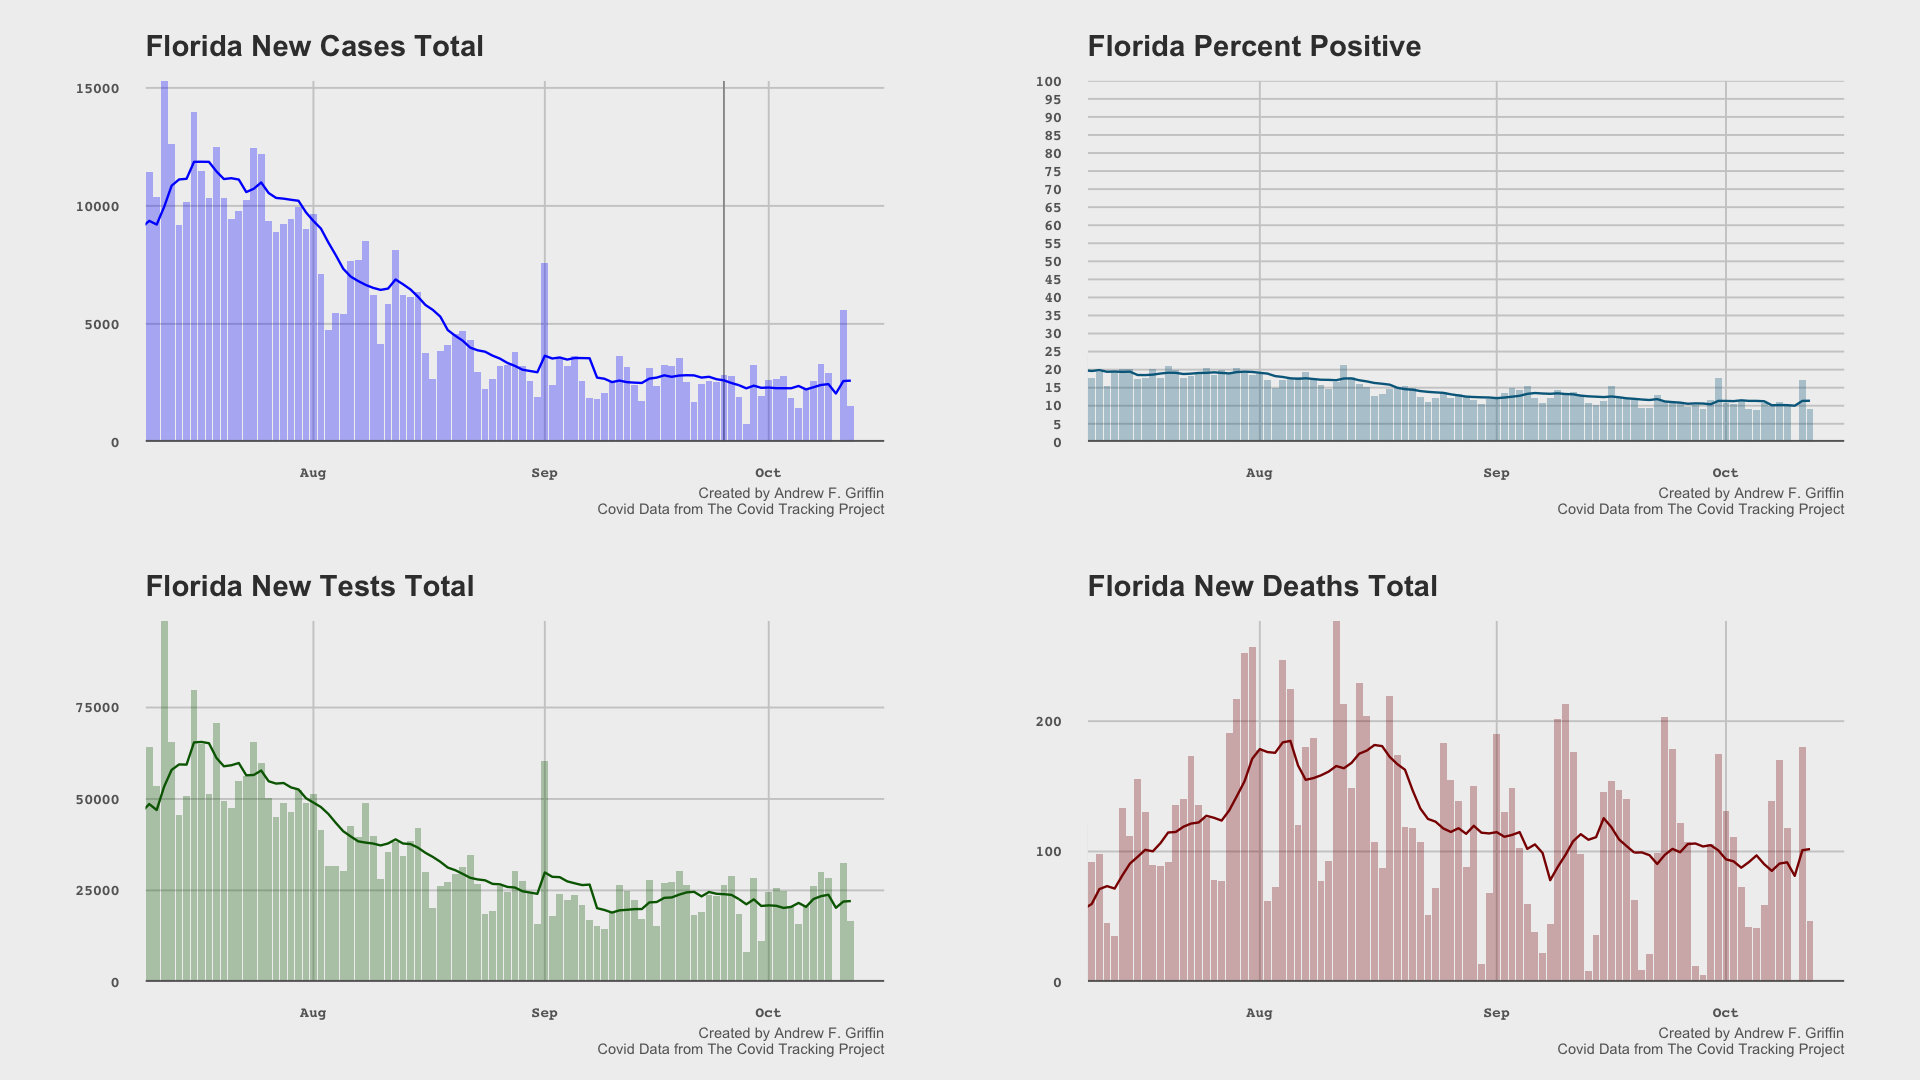 Florida New Cases Total
15000
10000
5000
0
Aug Sep Oct
Created by Andrew F. Griffin
Covid Data from The Covid Tracking Project
Florida Percent Positive
100
95
90
85
80
75
70
65
60
55
50
45
40
35
30
25
20
15
10
5
0
Aug Sep Oct
Created by Andrew F. Griffin
Covid Data from The Covid Tracking Project
Florida New Tests Total
75000
50000
25000
0
Aug Sep Oct
Created by Andrew F. Griffin
Covid Data from The Covid Tracking Project
Florida New Deaths Total
200
100
0
Aug Sep Oct
Created by Andrew F. Griffin
Covid Data from The Covid Tracking Project